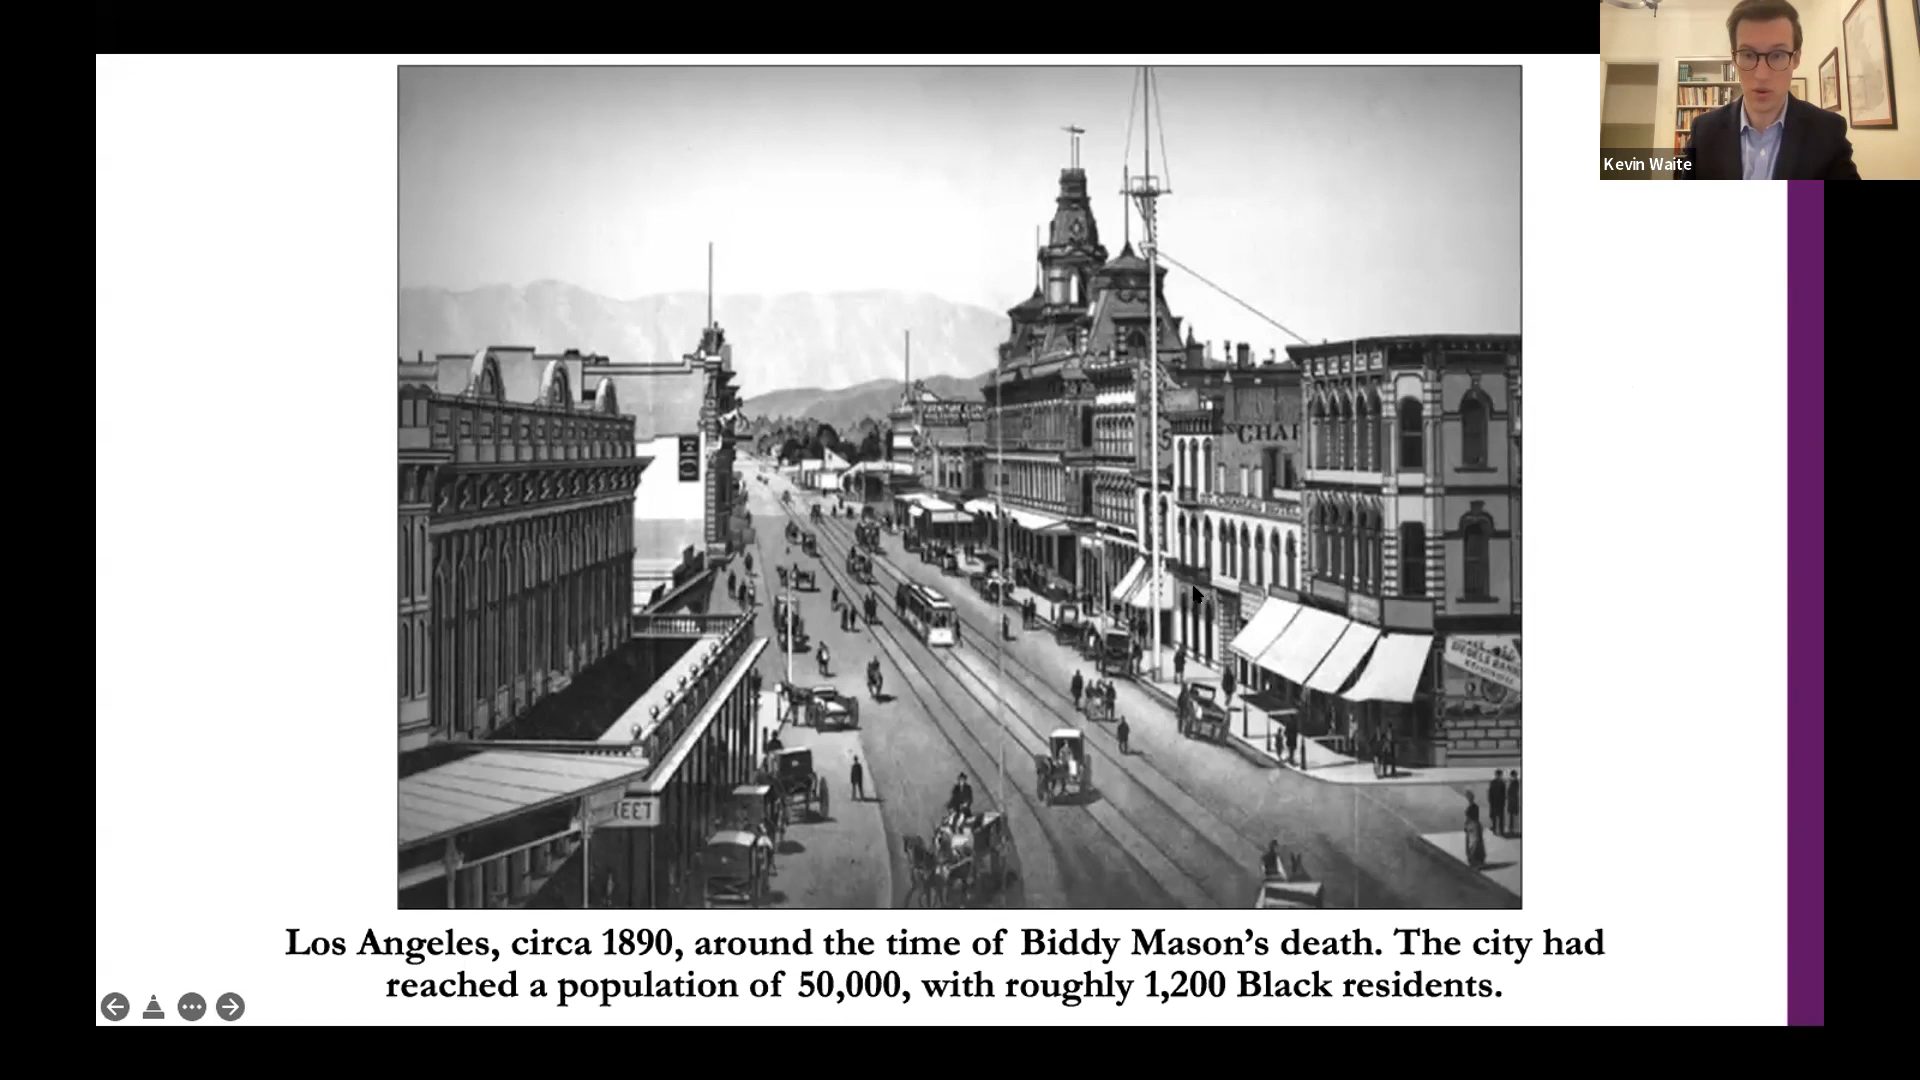 Kevin Waite
CHAI
EET
Los Angeles, circa 1890, around the time of Biddy Mason’s death. The city had
reached a population of 50,000, with roughly 1,200 Black residents.